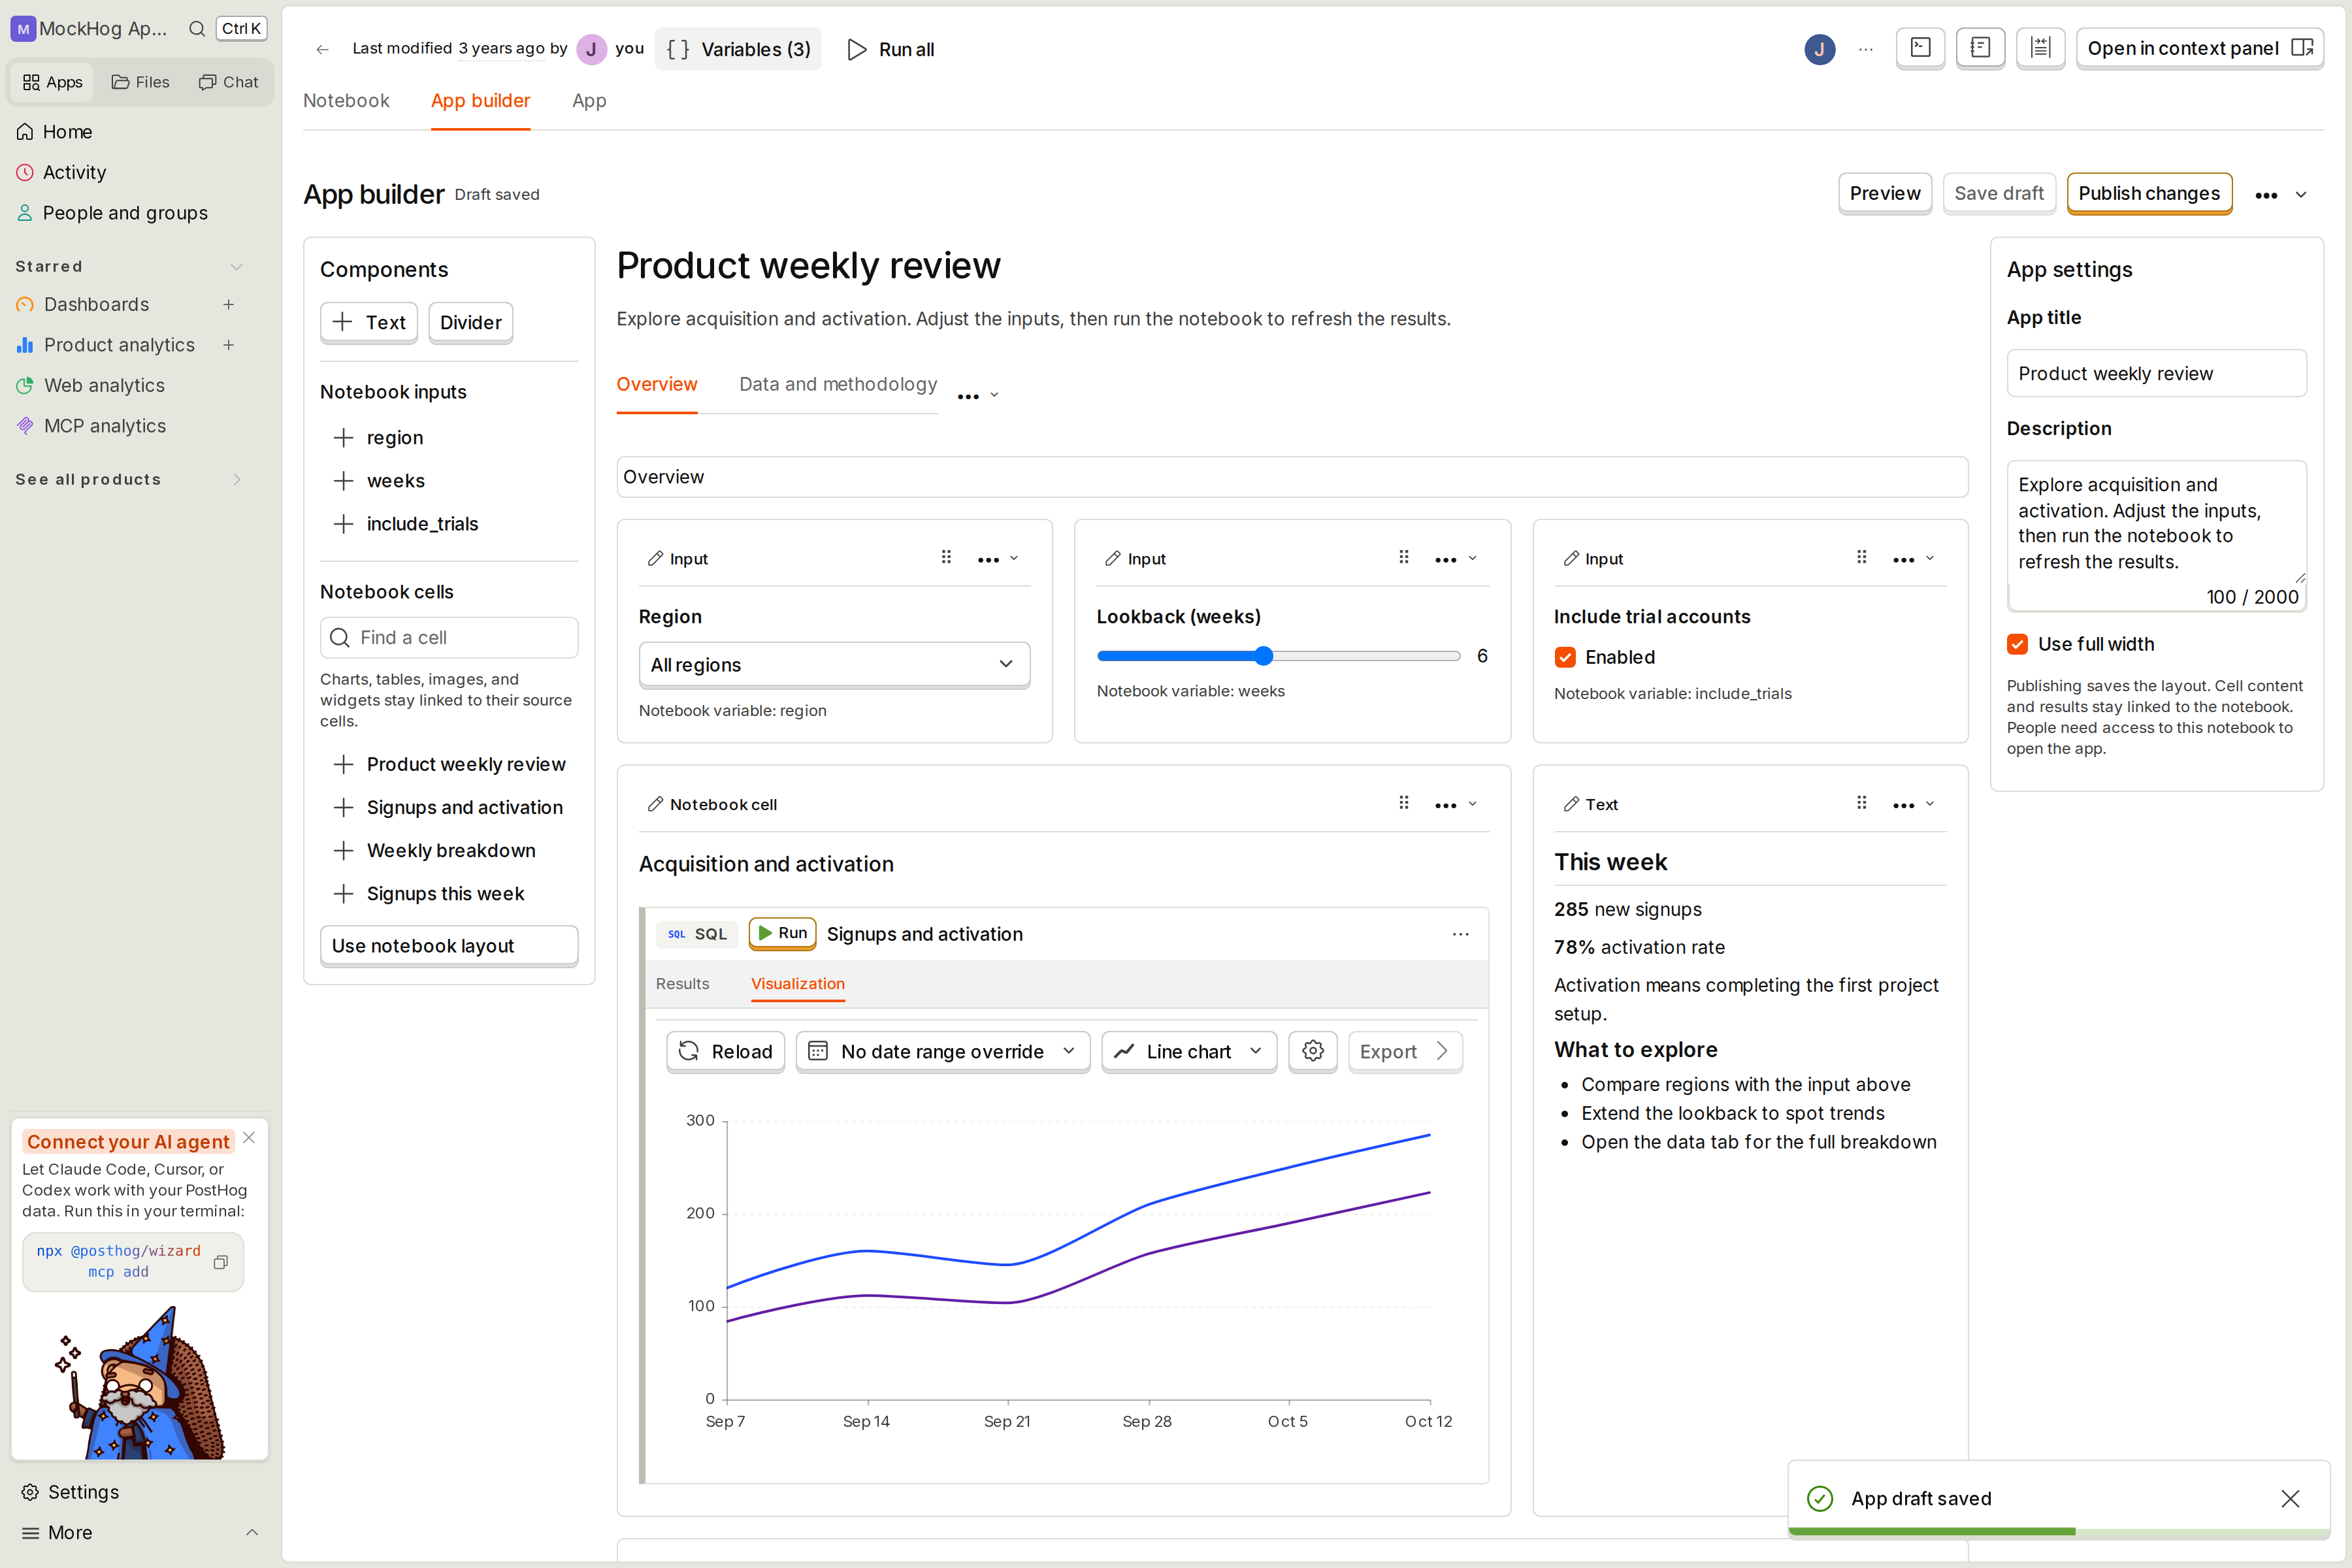 M MockHog Ap... Ctrl K
Apps Files Chat
Home
Activity
People and groups
Starred
Dashboards
Product analytics
Web analytics
MCP analytics
See all products
Connect your AI agent
Let Claude Code, Cursor, or
Codex work with your PostHog
data. Run this in your terminal:
npx @posthog/wizard
mcp add
Settings
More
Last modified 3 years ago by J you Variables (3) Run all
J Open in context panel
Notebook App builder App
App builder Draft saved
Preview Save draft Publish changes
Components
Text Divider
Notebook inputs
region
weeks
include_trials
Notebook cells
Find a cell
Charts, tables, images, and
widgets stay linked to their source
cells.
Product weekly review
Signups and activation
Weekly breakdown
Signups this week
Use notebook layout
Product weekly review
Explore acquisition and activation. Adjust the inputs, then run the notebook to refresh the results.
Overview Data and methodology
Overview
Input
Region
All regions
Notebook variable: region
Input
Lookback (weeks)
6
Notebook variable: weeks
Input
Include trial accounts
Enabled
Notebook variable: include_trials
Notebook cell
Acquisition and activation
SQL SQL Run Signups and activation
Results Visualization
Reload No date range override Line chart Export
300
200
100
0
Sep 7 Sep 14 Sep 21 Sep 28 Oct 5 Oct 12
Text
This week
285 new signups
78% activation rate
Activation means completing the first project
setup.
What to explore
Compare regions with the input above
Extend the lookback to spot trends
Open the data tab for the full breakdown
App settings
App title
Product weekly review
Description
Explore acquisition and
activation. Adjust the inputs,
then run the notebook to
refresh the results.
100 / 2000
Use full width
Publishing saves the layout. Cell content
and results stay linked to the notebook.
People need access to this notebook to
open the app.
App draft saved